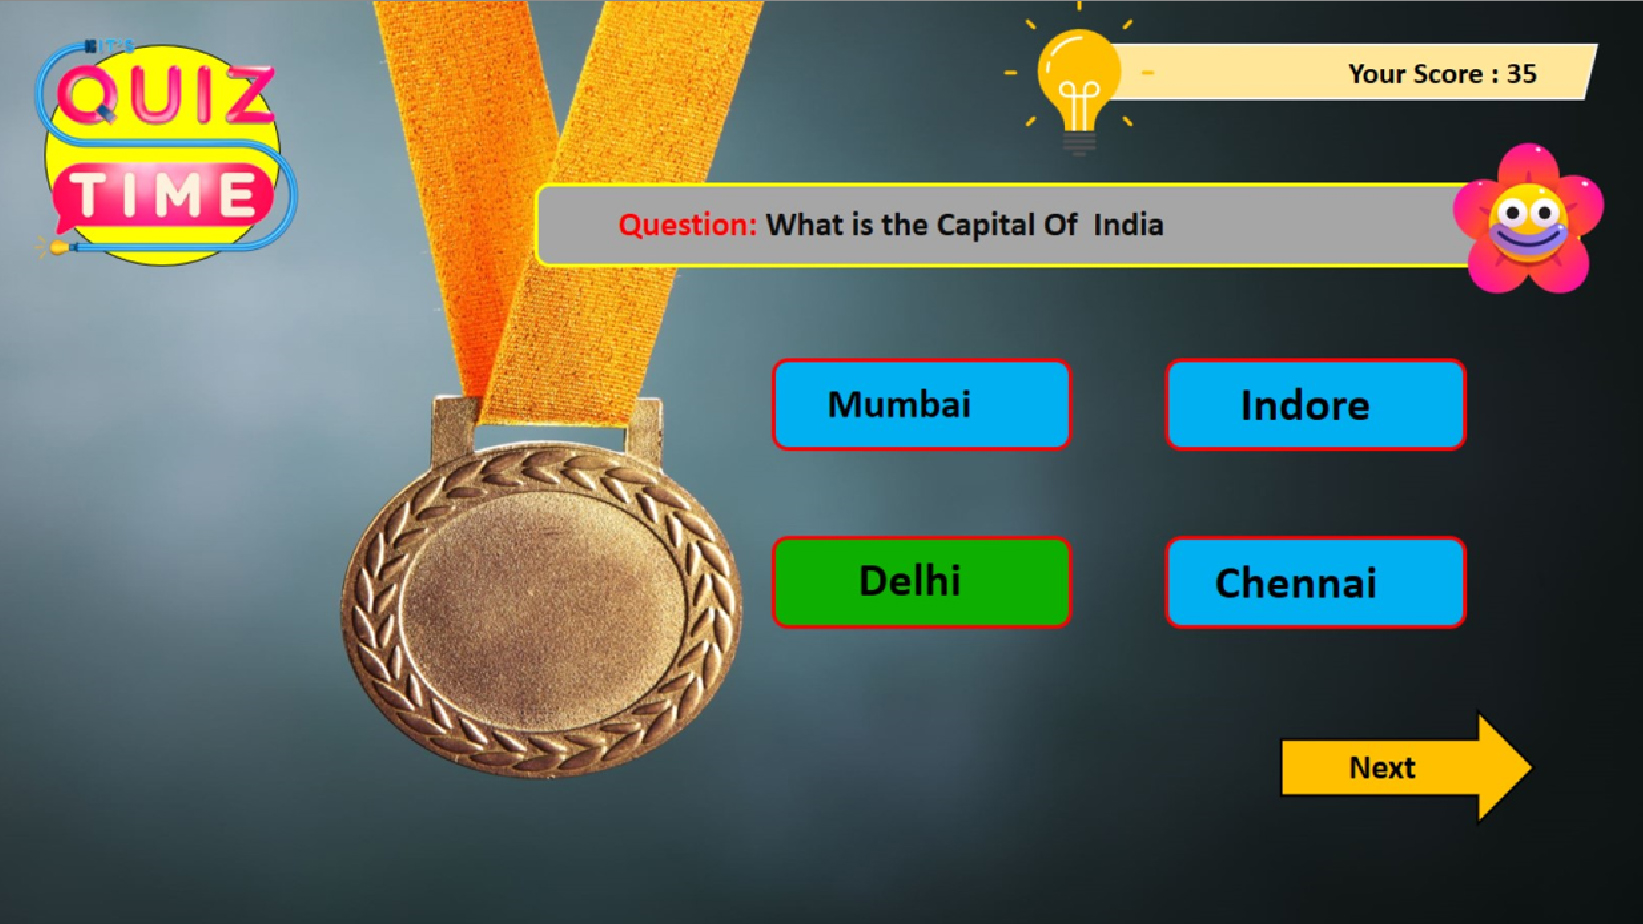 IT'S
QUIZ
TIME
Your Score : 35
Question: What is the Capital Of  India
Mumbai
Indore
Delhi
Chennai
Next